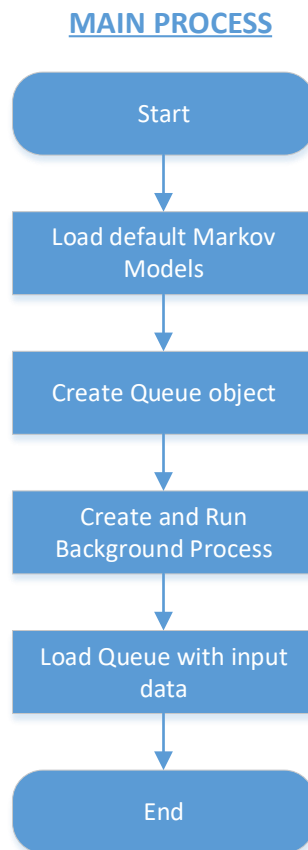 MAIN PROCESS
Start
Load default Markov
Models
Create Queue object
Create and Run
Background Process
Load Queue with input
data
End